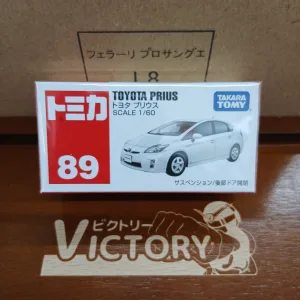 フェラーリ プロサングエ
L8
トミカ
89
TOYOTA PRIUS
トヨタ プリウス
SCALE 1/60
TAKARA
TOMY
サスペンション/後部ドア開閉
ビクトリー
VICTORY